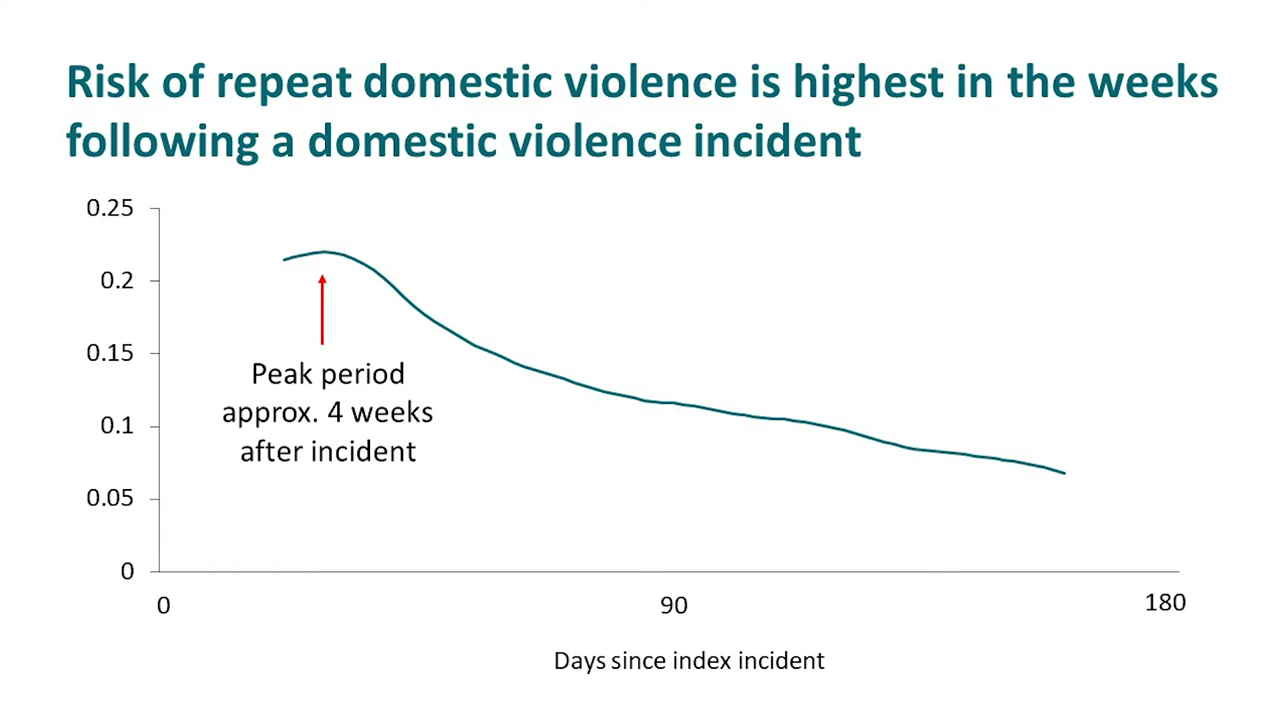 Risk of repeat domestic violence is highest in the weeks
following a domestic violence incident
0.25
0.2
0.15
0.1
0.05
0
Peak period
approx. 4 weeks
after incident
0
90
180
Days since index incident